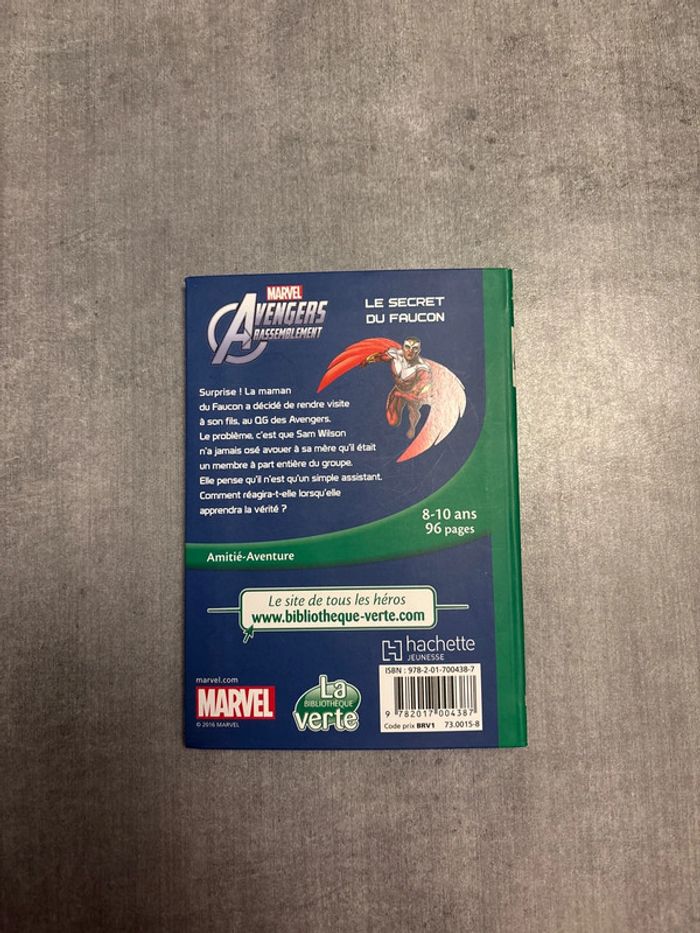 MARVEL
AVENGERS
RASSEMBLEMENT
LE SECRET
DU FAUCON
Surprise ! La maman
du Faucon a décidé de rendre visite
à son fils, au QG des Avengers.
Le problème, c'est que Sam Wilson
n'a jamais osé avouer à sa mère qu'il était
un membre à part entière du groupe.
Elle pense qu'il n'est qu'un simple assistant.
Comment réagira-t-elle lorsqu'elle
apprendra la vérité ?
8-10 ans
96 pages
Amitié-Aventure
Le site de tous les héros
www.bibliotheque-verte.com
hachette
JEUNESSE
ISBN : 978-2-01-700438-7
marvel.com
MARVEL
© 2016 MARVEL
La
BIBLIOTHÈQUE
verte
9 782017 004387
Code prix BRV1 73.0015-8